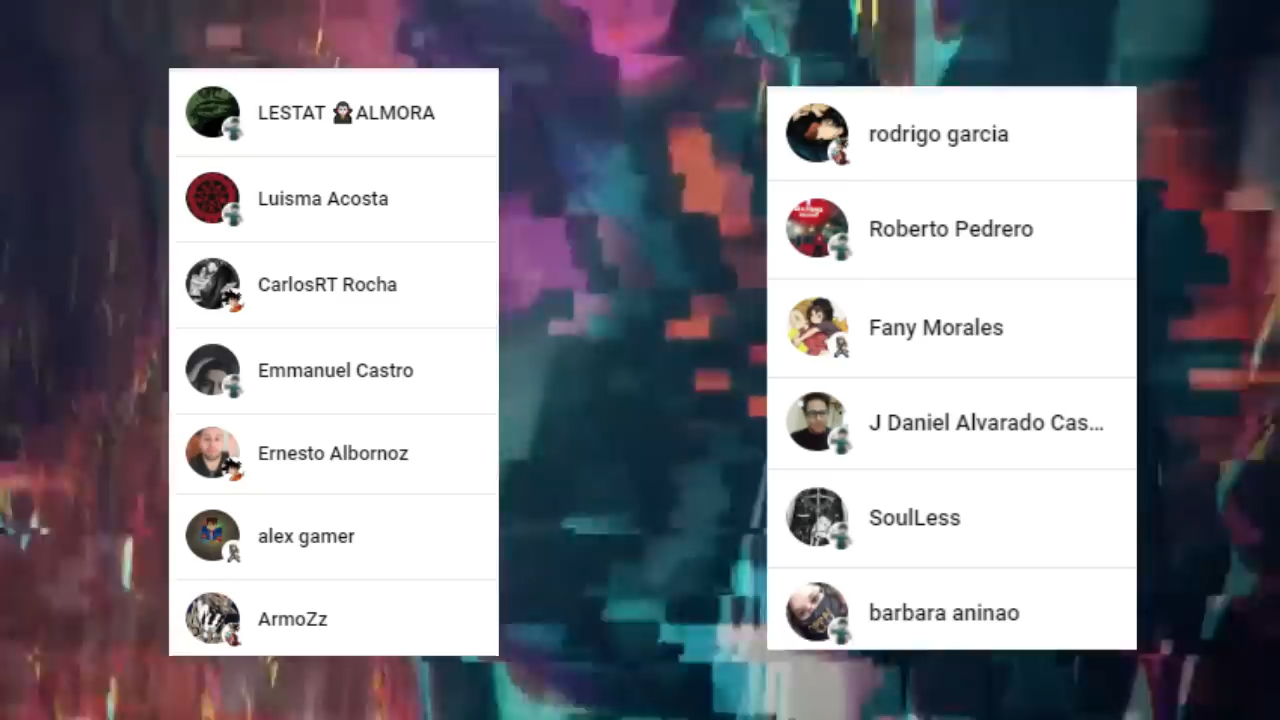 LESTAT 🧛ALMORA
Luisma Acosta
CarlosRT Rocha
Emmanuel Castro
Ernesto Albornoz
alex gamer
ArmoZz
rodrigo garcia
Roberto Pedrero
Fany Morales
J Daniel Alvarado Cas...
SoulLess
barbara aninao